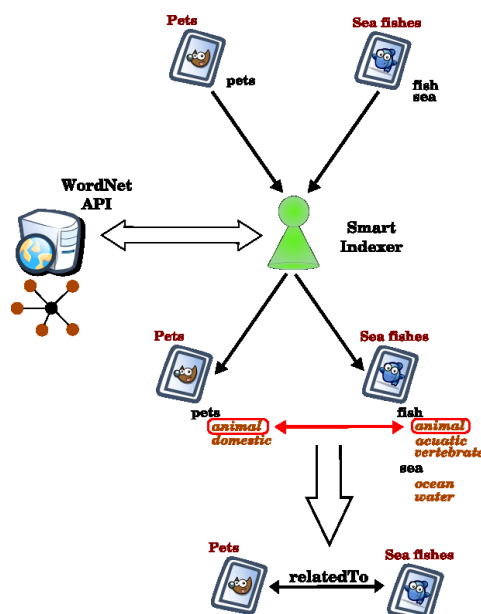 Pets
Sea fishes
pets
fish
sea
WordNet
API
Smart
Indexer
Pets
Sea fishes
pets
animal
domestic
fish
animal
acuatic
vertebrate
sea
ocean
water
Pets
Sea fishes
relatedTo